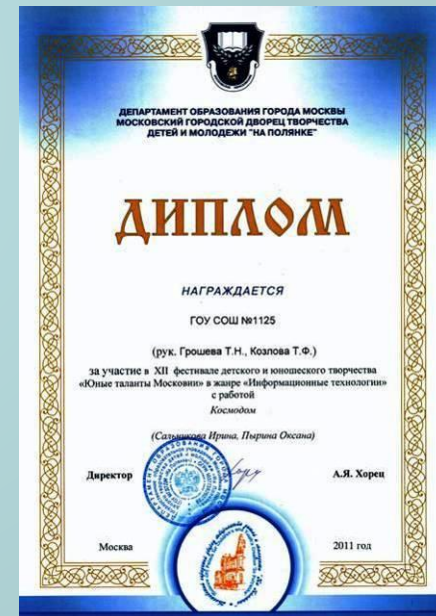 ДЕПАРТАМЕНТ ОБРАЗОВАНИЯ ГОРОДА МОСКВЫ
МОСКОВСКИЙ ГОРОДСКОЙ ДВОРЕЦ ТВОРЧЕСТВА
ДЕТЕЙ И МОЛОДЕЖИ "НА ПОЛЯНКЕ"
ДИПЛОМ
НАГРАЖДАЕТСЯ
ГОУ СОШ №1125
(рук. Грошева Т.Н., Козлова Т.Ф.)
за участие в XII фестивале детского и юношеского творчества
«Юные таланты Московии» в жанре «Информационные технологии»
с работой
Космодом
(Сальникова Ирина, Пырина Оксана)
Директор А.Я. Хорец
Москва 2011 год